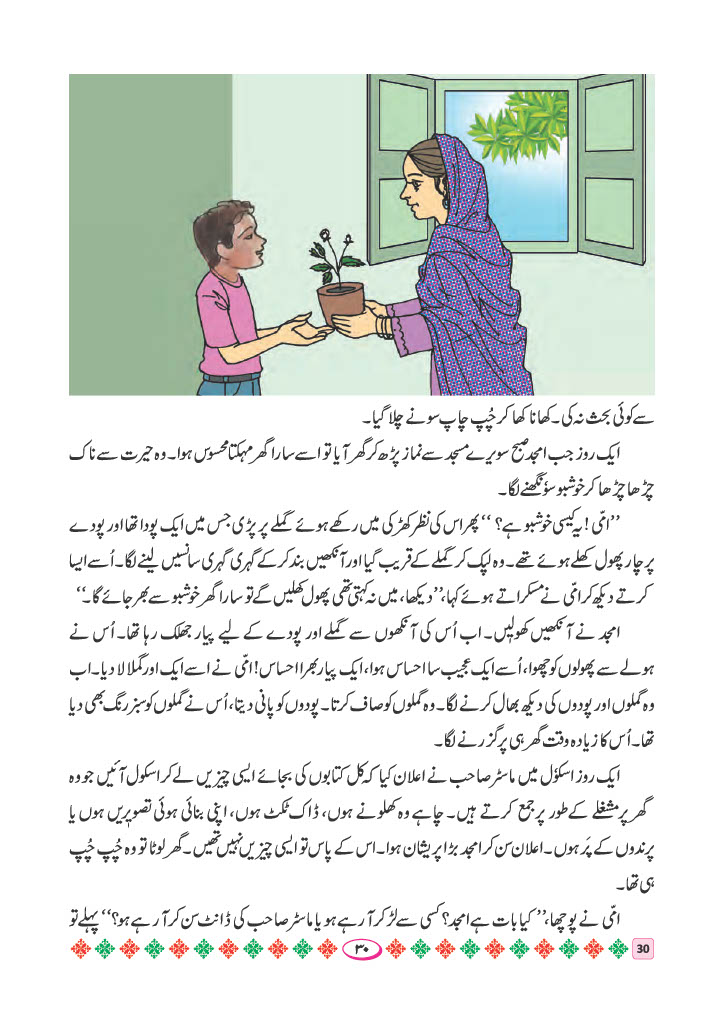 سے کوئی بحث نہ کی۔ کھانا کھا کر چُپ چاپ سونے چلا گیا۔
ایک روز جب امجد صبح سویرے مسجد سے نماز پڑھ کر گھر آیا تو اسے سارا گھر مہکتا محسوس ہوا۔ وہ حیرت سے ناک
چڑھا چڑھا کر خوشبو سونگھنے لگا۔
’’امّی! یہ کیسی خوشبو ہے؟ ‘‘ پھر اس کی نظر کھڑکی میں رکھے ہوئے گملے پر پڑی جس میں ایک پودا تھا اور پودے
پر چار پھول کھلے ہوئے تھے۔ وہ لپک کر گملے کے قریب گیا اور آنکھیں بند کرکے گہری گہری سانسیں لینے لگا۔ اُسے ایسا
کرتے دیکھ کر امّی نے مسکراتے ہوئے کہا، ’’دیکھا، میں نہ کہتی تھی پھول کھلیں گے تو سارا گھر خوشبو سے بھر جائے گا۔‘‘
امجد نے آنکھیں کھولیں۔ اب اُس کی آنکھوں سے گملے اور پودے کے لیے پیار جھلک رہا تھا۔ اُس نے
ہولے سے پھولوں کو چھوا، اُسے ایک عجیب سا احساس ہوا، ایک پیار بھرا احساس! امّی نے اسے ایک اور گملا لا دیا۔ اب
وہ گملوں اور پودوں کی دیکھ بھال کرنے لگا۔ وہ گملوں کو صاف کرتا۔ پودوں کو پانی دیتا، اُس نے گملوں کو سبز رنگ بھی دیا
تھا۔ اُس کا زیادہ وقت گھر ہی پر گزرنے لگا۔
ایک روز اسکوٗل میں ماسٹر صاحب نے اعلان کیا کہ کل کتابوں کی بجائے ایسی چیزیں لے کر اسکول آئیں جو وہ
گھر پر مشغلے کے طور پر جمع کرتے ہیں۔ چاہے وہ کھلونے ہوں، ڈاک ٹکٹ ہوں، اپنی بنائی ہوئی تصویریں ہوں یا
پرندوں کے پَر ہوں۔ اعلان سن کر امجد بڑا پریشان ہوا۔ اس کے پاس تو ایسی چیزیں نہیں تھیں۔ گھر لوٹا تو وہ چُپ چُپ
ہی تھا۔
امّی نے پوچھا، ’’کیا بات ہے امجد؟ کسی سے لڑ کر آ رہے ہو یا ماسٹر صاحب کی ڈانٹ سن کر آ رہے ہو؟‘‘ پہلے تو
۳۰
30